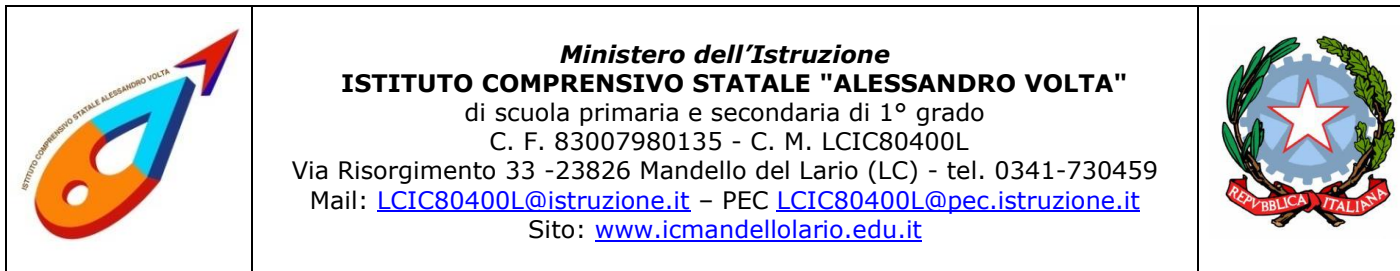 ISTITUTO COMPRENSIVO STATALE ALESSANDRO VOLTA
Ministero dell’Istruzione
ISTITUTO COMPRENSIVO STATALE "ALESSANDRO VOLTA"
di scuola primaria e secondaria di 1° grado
C. F. 83007980135 - C. M. LCIC80400L
Via Risorgimento 33 -23826 Mandello del Lario (LC) - tel. 0341-730459
Mail: LCIC80400L@istruzione.it – PEC LCIC80400L@pec.istruzione.it
Sito: www.icmandellolario.edu.it
REPVBBLICA ITALIANA